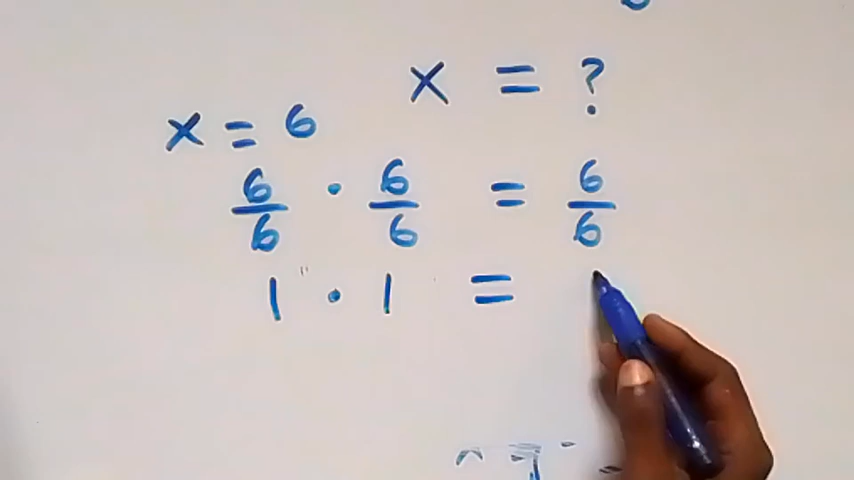 x = ?
x = 6
6/6 · 6/6 = 6/6
1 · 1 =